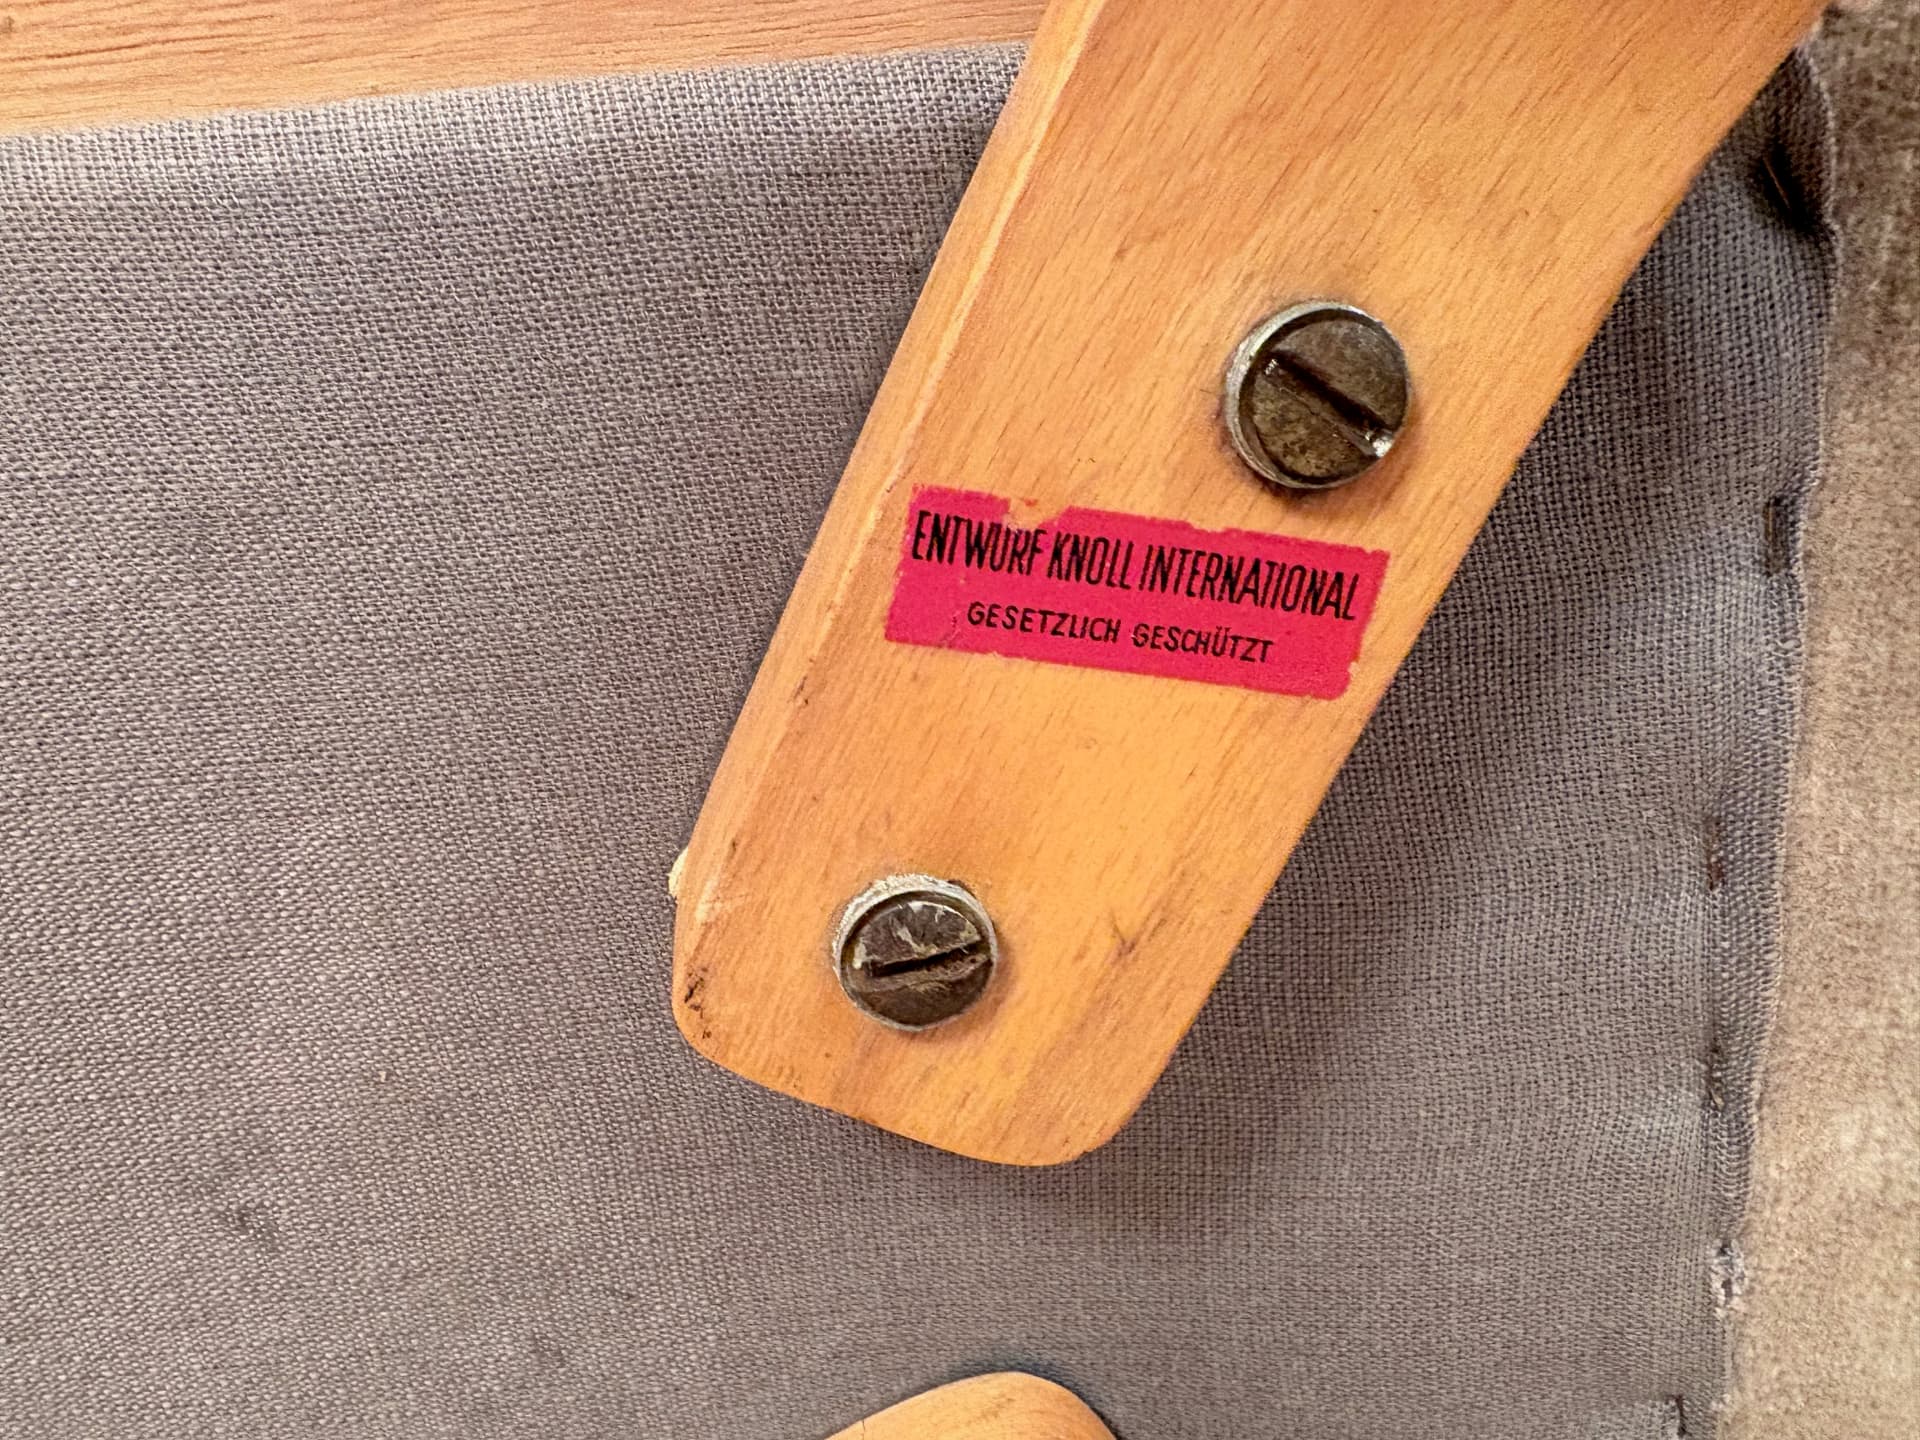 ENTWURF KNOLL INTERNATIONAL
GESETZLICH GESCHÜTZT